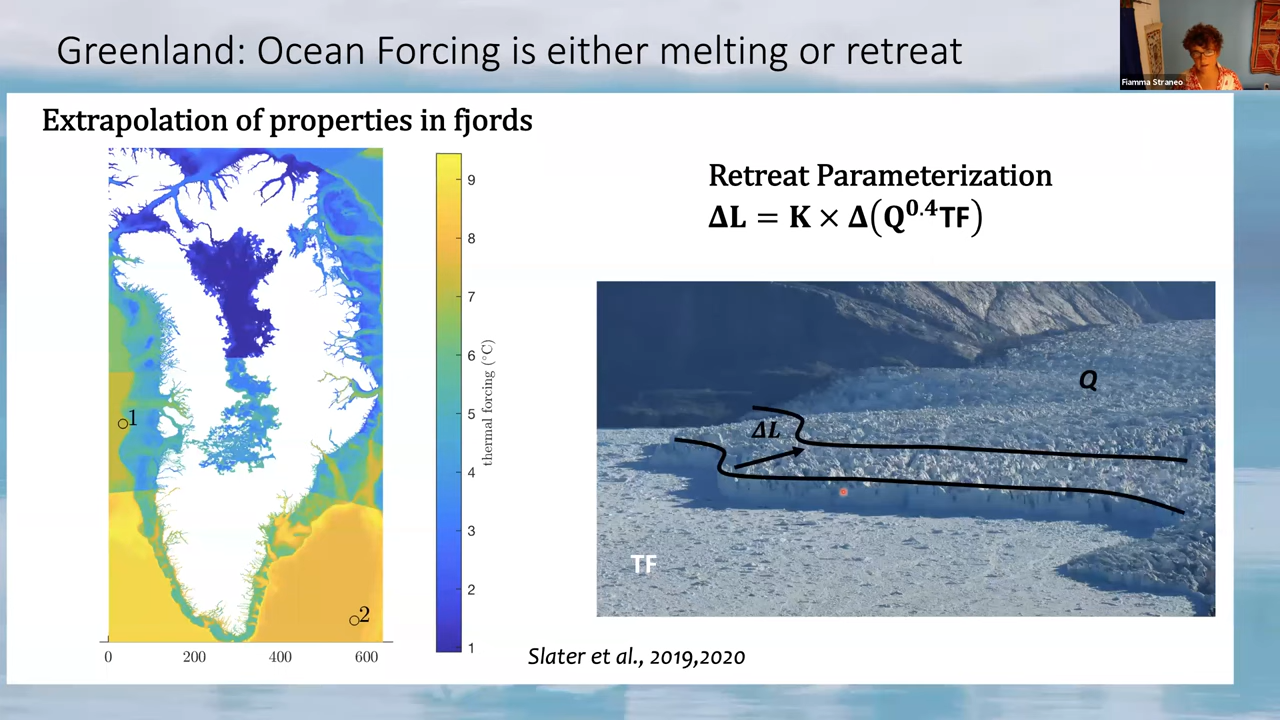 Greenland: Ocean Forcing is either melting or retreat
Fiamma Straneo
Extrapolation of properties in fjords
1
2
0 200 400 600
9
8
7
6
5
4
3
2
1
thermal forcing (°C)
Retreat Parameterization
ΔL = K × Δ(Q^0.4TF)
Q
ΔL
TF
Slater et al., 2019,2020